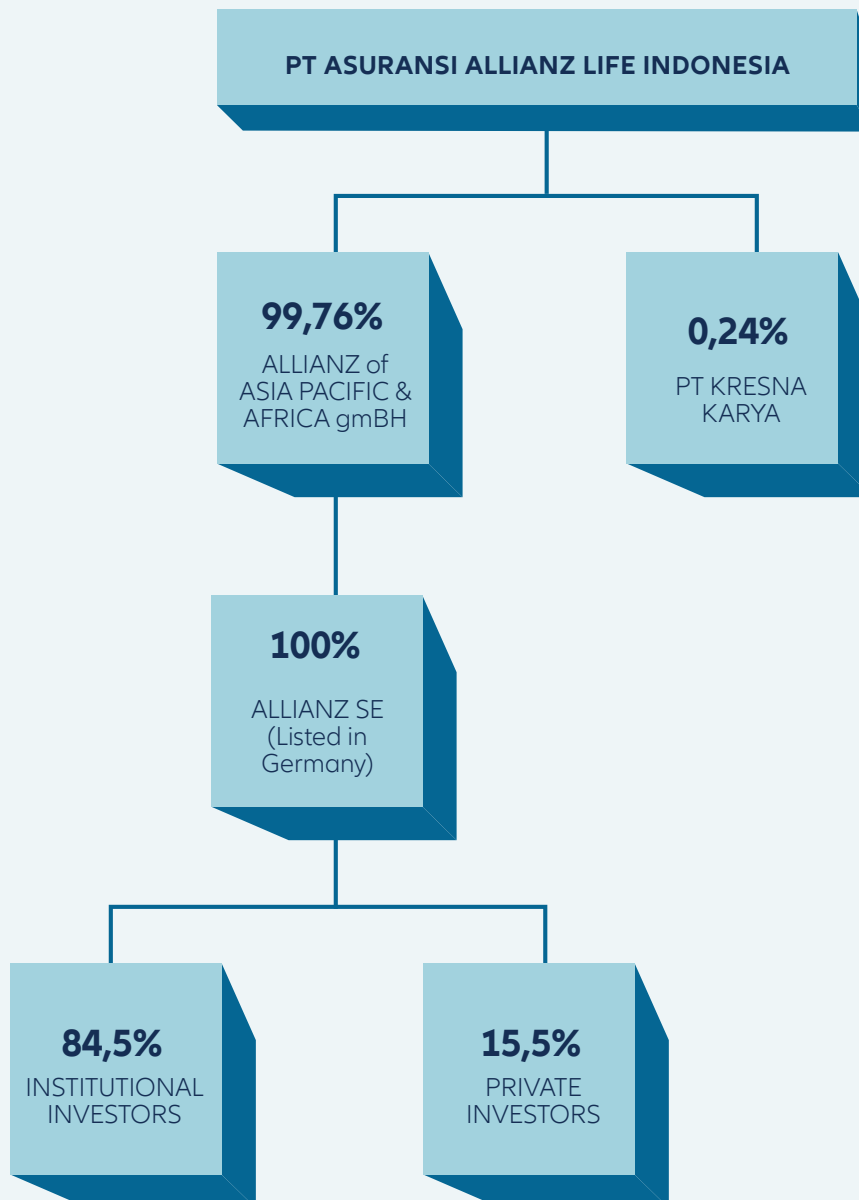 PT ASURANSI ALLIANZ LIFE INDONESIA
99,76%
ALLIANZ of
ASIA PACIFIC &
AFRICA gmBH
0,24%
PT KRESNA
KARYA
100%
ALLIANZ SE
(Listed in
Germany)
84,5%
INSTITUTIONAL
INVESTORS
15,5%
PRIVATE
INVESTORS